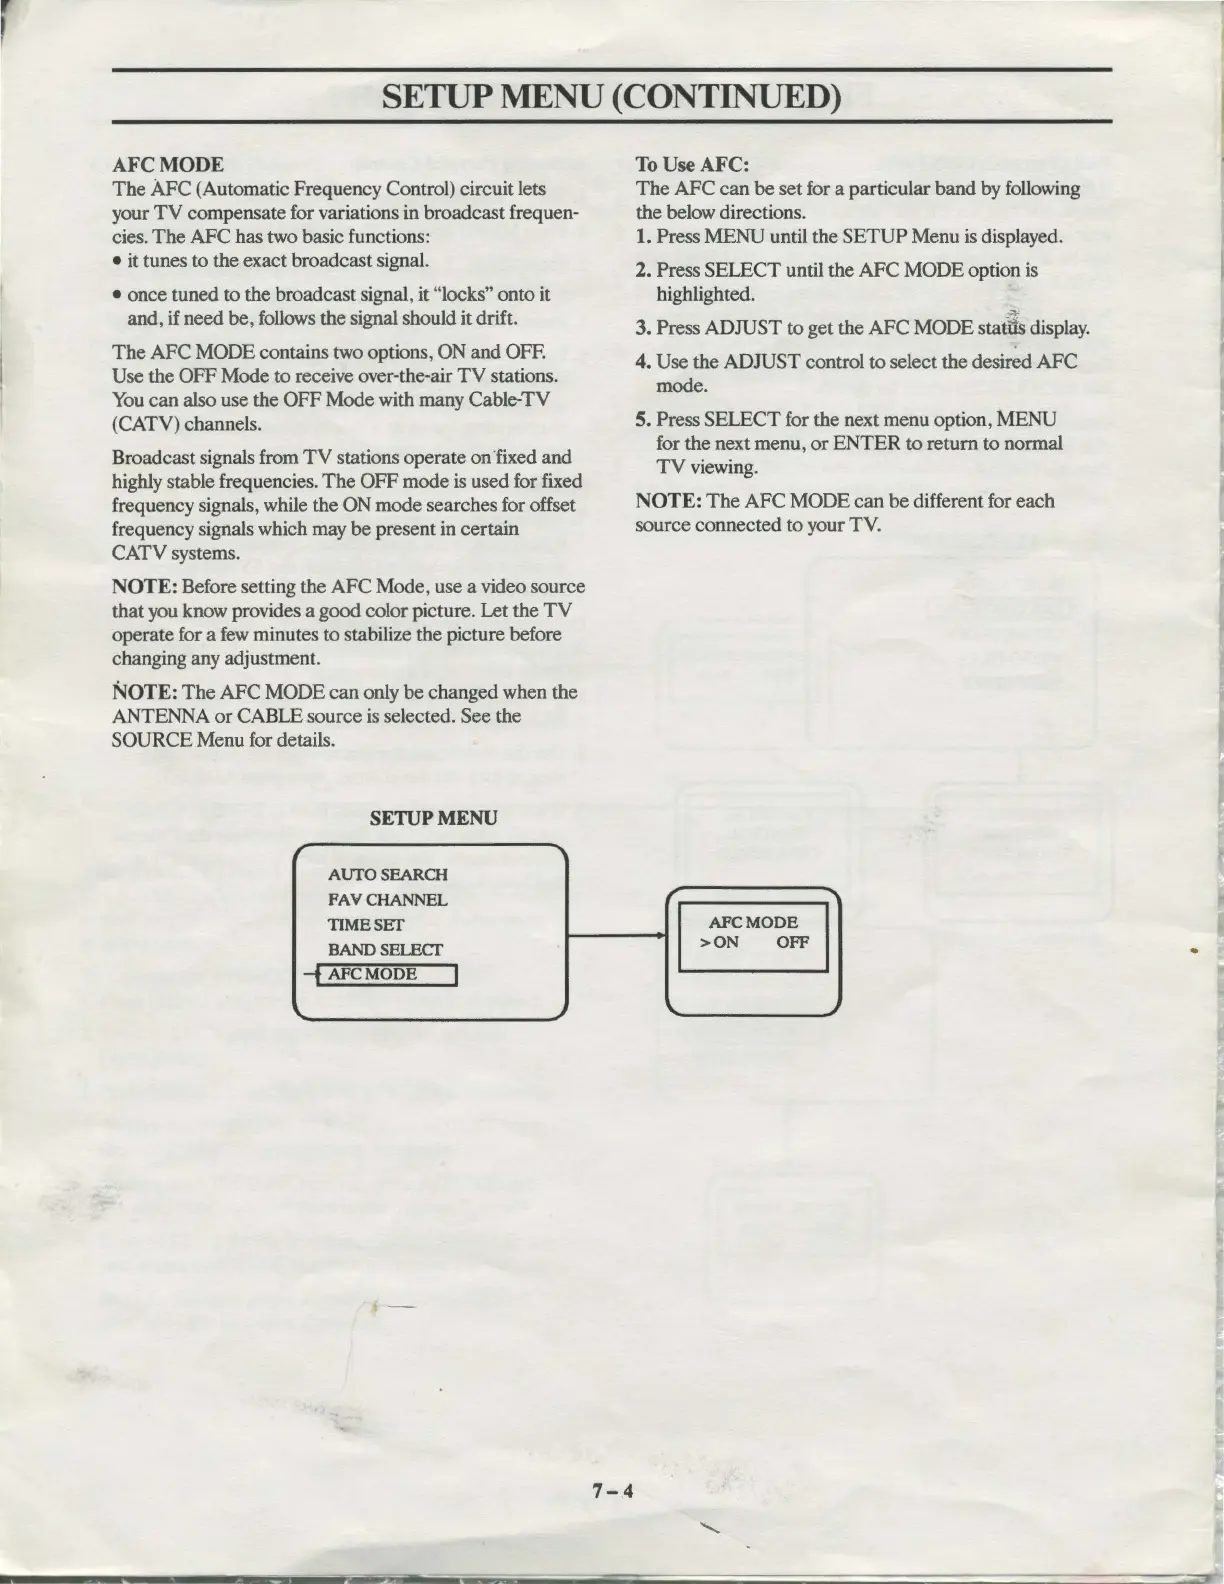 SETUP MENU (CONTINUED)
AFC MODE
The AFC (Automatic Frequency Control) circuit lets
your TV compensate for variations in broadcast frequen-
cies. The AFC has two basic functions:
• it tunes to the exact broadcast signal.
• once tuned to the broadcast signal, it “locks” onto it
and, if need be, follows the signal should it drift.
The AFC MODE contains two options, ON and OFF.
Use the OFF Mode to receive over-the-air TV stations.
You can also use the OFF Mode with many Cable-TV
(CATV) channels.
Broadcast signals from TV stations operate on fixed and
highly stable frequencies. The OFF mode is used for fixed
frequency signals, while the ON mode searches for offset
frequency signals which may be present in certain
CATV systems.
NOTE: Before setting the AFC Mode, use a video source
that you know provides a good color picture. Let the TV
operate for a few minutes to stabilize the picture before
changing any adjustment.
NOTE: The AFC MODE can only be changed when the
ANTENNA or CABLE source is selected. See the
SOURCE Menu for details.
To Use AFC:
The AFC can be set for a particular band by following
the below directions.
1. Press MENU until the SETUP Menu is displayed.
2. Press SELECT until the AFC MODE option is
highlighted.
3. Press ADJUST to get the AFC MODE status display.
4. Use the ADJUST control to select the desired AFC
mode.
5. Press SELECT for the next menu option, MENU
for the next menu, or ENTER to return to normal
TV viewing.
NOTE: The AFC MODE can be different for each
source connected to your TV.
SETUP MENU
AUTO SEARCH
FAV CHANNEL
TIME SET
BAND SELECT
AFC MODE
AFC MODE
>ON OFF
7 – 4